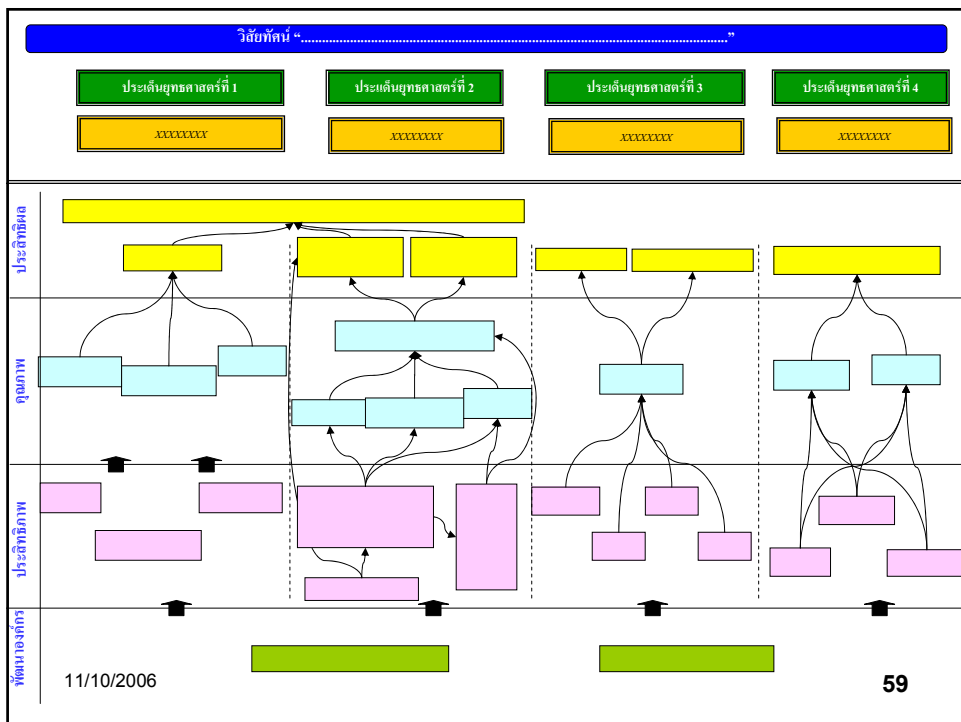 วิสัยทัศน์ “..............................................................................................................................”
ประเด็นยุทธศาสตร์ที่ 1
ประแด็นยุทธศาสตร์ที่ 2
ประเด็นยุทธศาสตร์ที่ 3
ประเด็นยุทธศาสตร์ที่ 4
xxxxxxxx
xxxxxxxx
xxxxxxxx
xxxxxxxx
ประสิทธิผล
คุณภาพ
ประสิทธิภาพ
พัฒนาองค์กร
11/10/2006
59